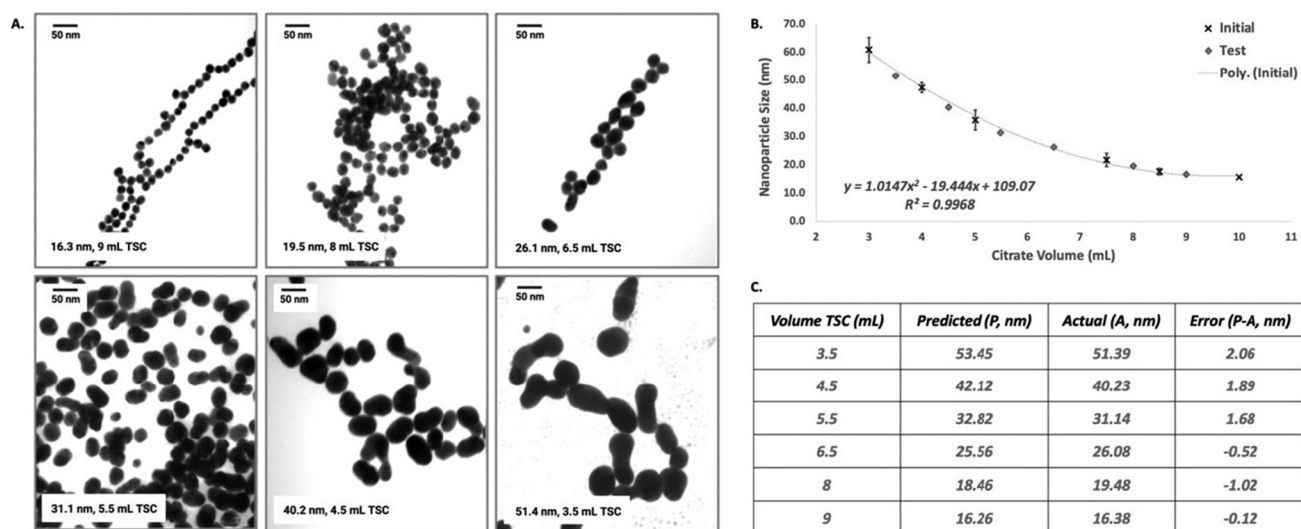 A.
50 nm
16.3 nm, 9 mL TSC
50 nm
19.5 nm, 8 mL TSC
50 nm
26.1 nm, 6.5 mL TSC
50 nm
31.1 nm, 5.5 mL TSC
50 nm
40.2 nm, 4.5 mL TSC
50 nm
51.4 nm, 3.5 mL TSC
B.
Nanoparticle Size (nm)
70.0
60.0
50.0
40.0
30.0
20.0
10.0
0.0
Initial
Test
Poly. (Initial)
y = 1.0147x² - 19.444x + 109.07
R² = 0.9968
2 3 4 5 6 7 8 9 10 11
Citrate Volume (mL)
C.
Volume TSC (mL) Predicted (P, nm) Actual (A, nm) Error (P-A, nm)
3.5 53.45 51.39 2.06
4.5 42.12 40.23 1.89
5.5 32.82 31.14 1.68
6.5 25.56 26.08 -0.52
8 18.46 19.48 -1.02
9 16.26 16.38 -0.12